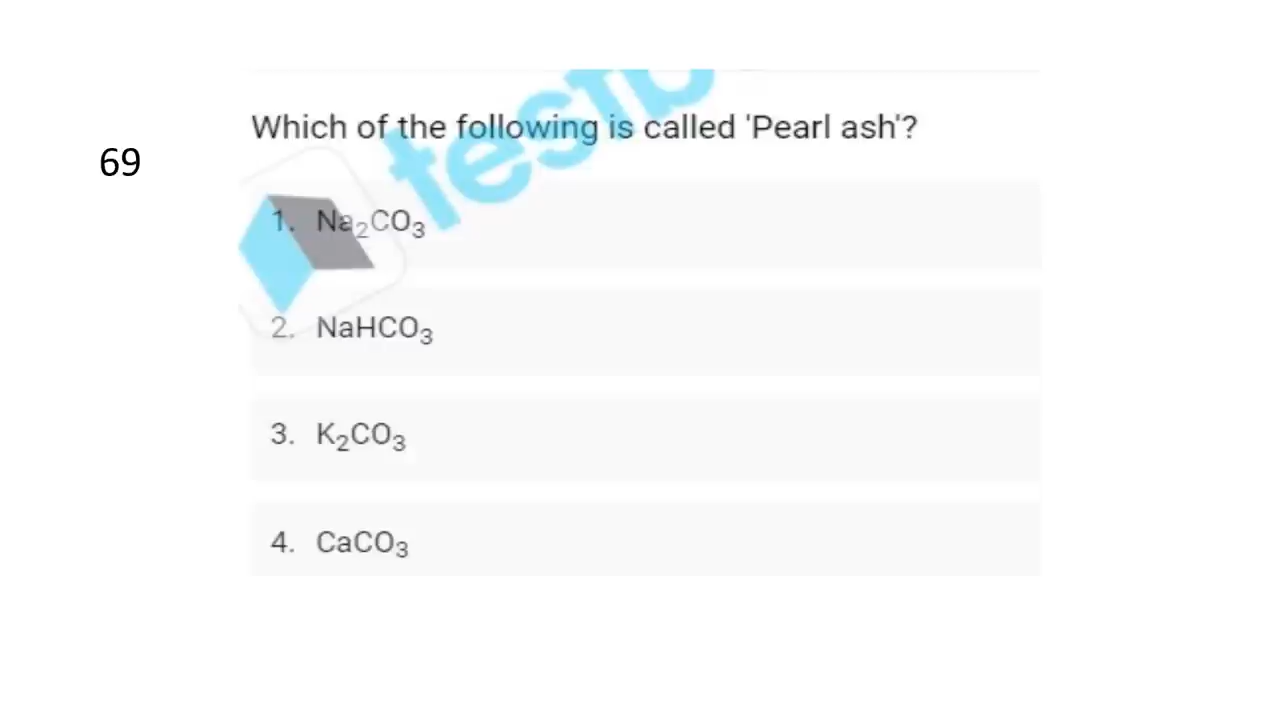 Which of the following is called 'Pearl ash'?
69
1. Na₂CO₃
2. NaHCO₃
3. K₂CO₃
4. CaCO₃